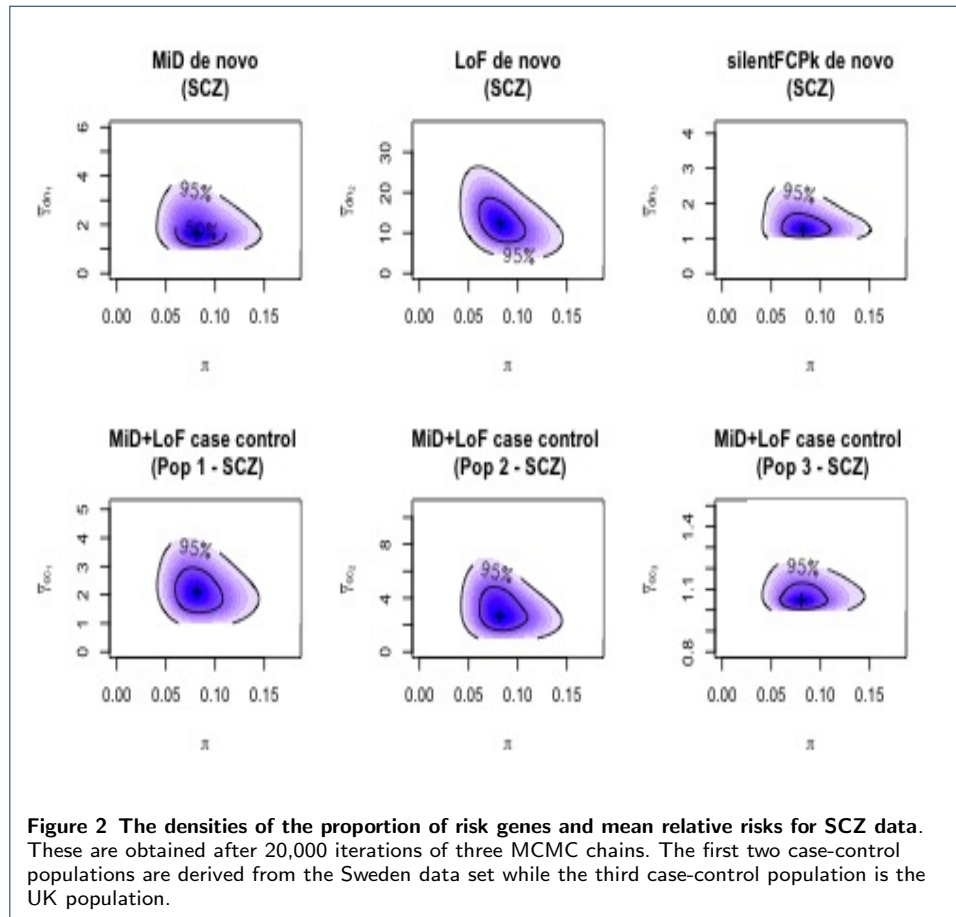 MiD de novo
(SCZ)
LoF de novo
(SCZ)
silentFCPk de novo
(SCZ)
γ̅dn₁
0 2 4 6
95%
50%
0.00 0.05 0.10 0.15
π
γ̅dn₂
0 10 20 30
95%
0.00 0.05 0.10 0.15
π
γ̅dn₃
0 1 2 3 4
95%
0.00 0.05 0.10 0.15
π
MiD+LoF case control
(Pop 1 - SCZ)
MiD+LoF case control
(Pop 2 - SCZ)
MiD+LoF case control
(Pop 3 - SCZ)
γ̅cc₁
0 1 2 3 4 5
95%
0.00 0.05 0.10 0.15
π
γ̅cc₂
0 4 8
95%
0.00 0.05 0.10 0.15
π
γ̅cc₃
0.8 1.1 1.4
95%
0.00 0.05 0.10 0.15
π
Figure 2 The densities of the proportion of risk genes and mean relative risks for SCZ data.
These are obtained after 20,000 iterations of three MCMC chains. The first two case-control
populations are derived from the Sweden data set while the third case-control population is the
UK population.